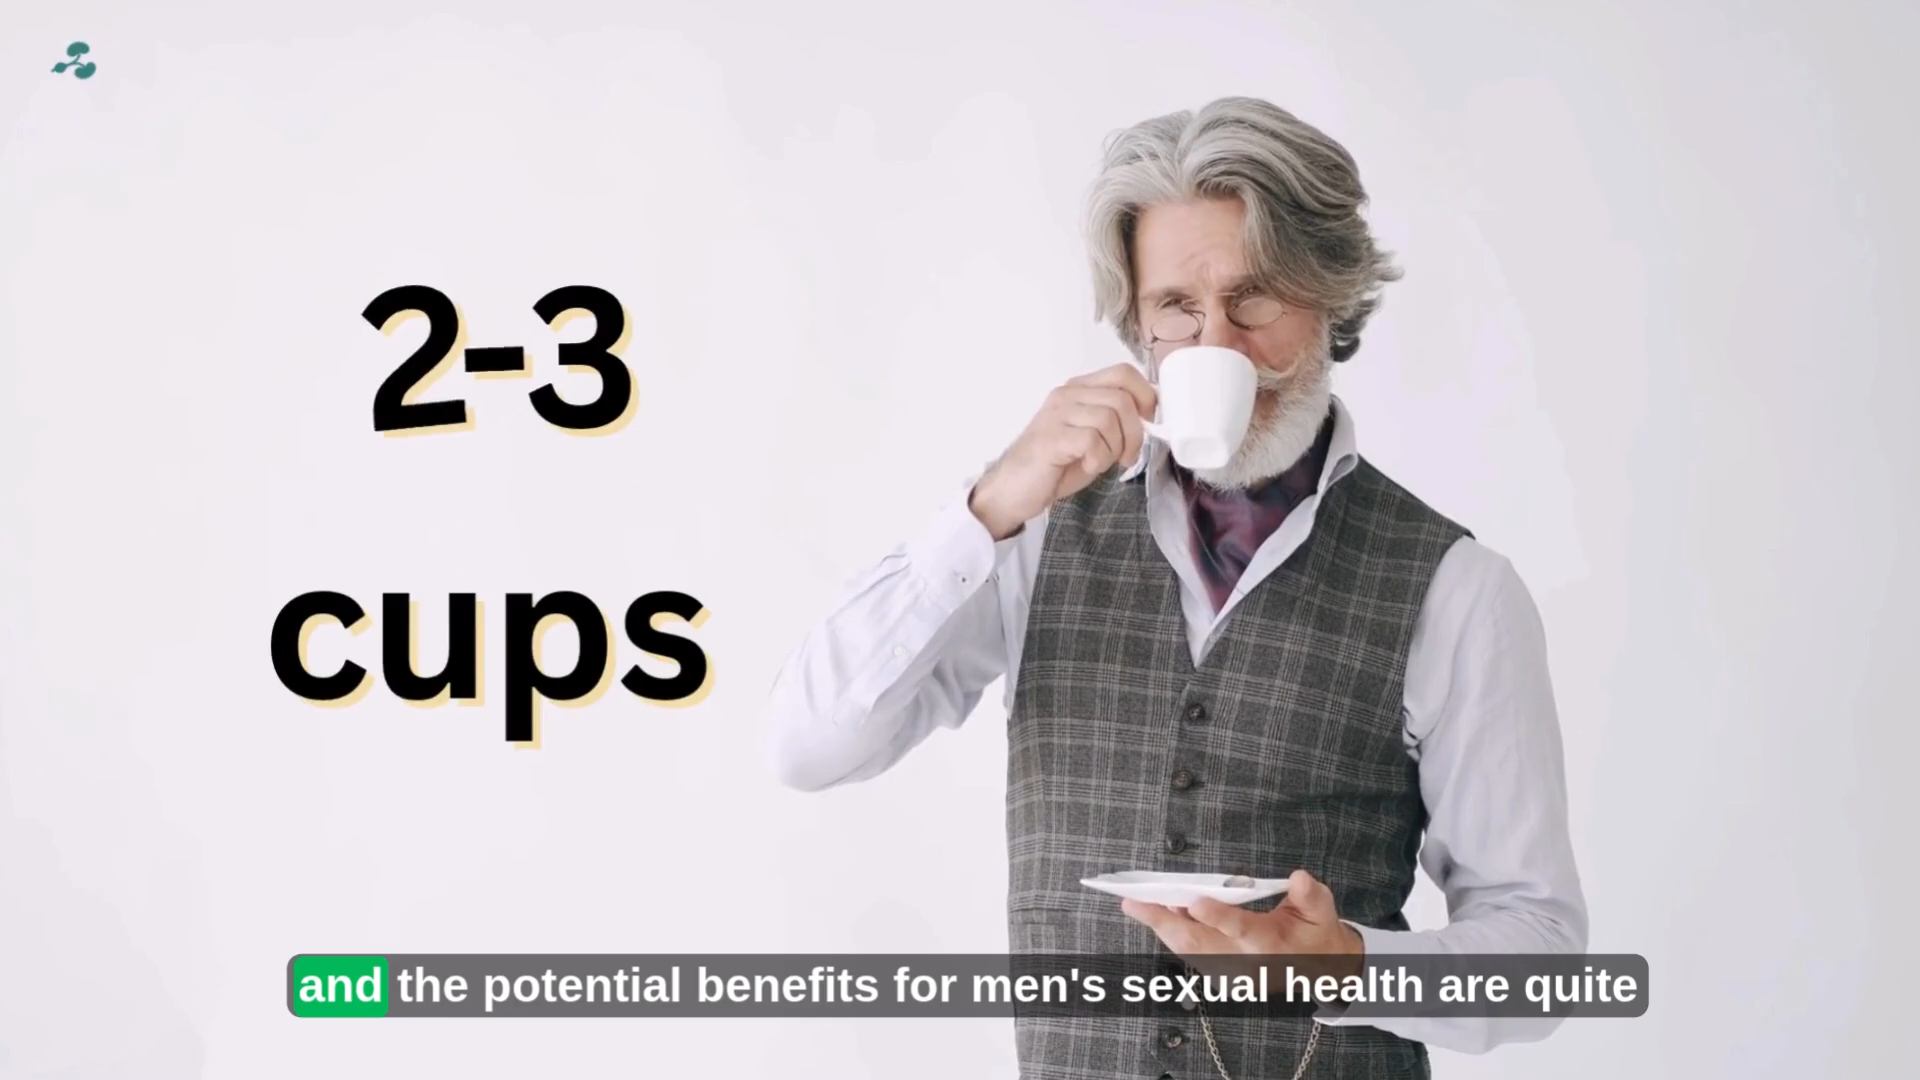 2-3
cups
and the potential benefits for men's sexual health are quite